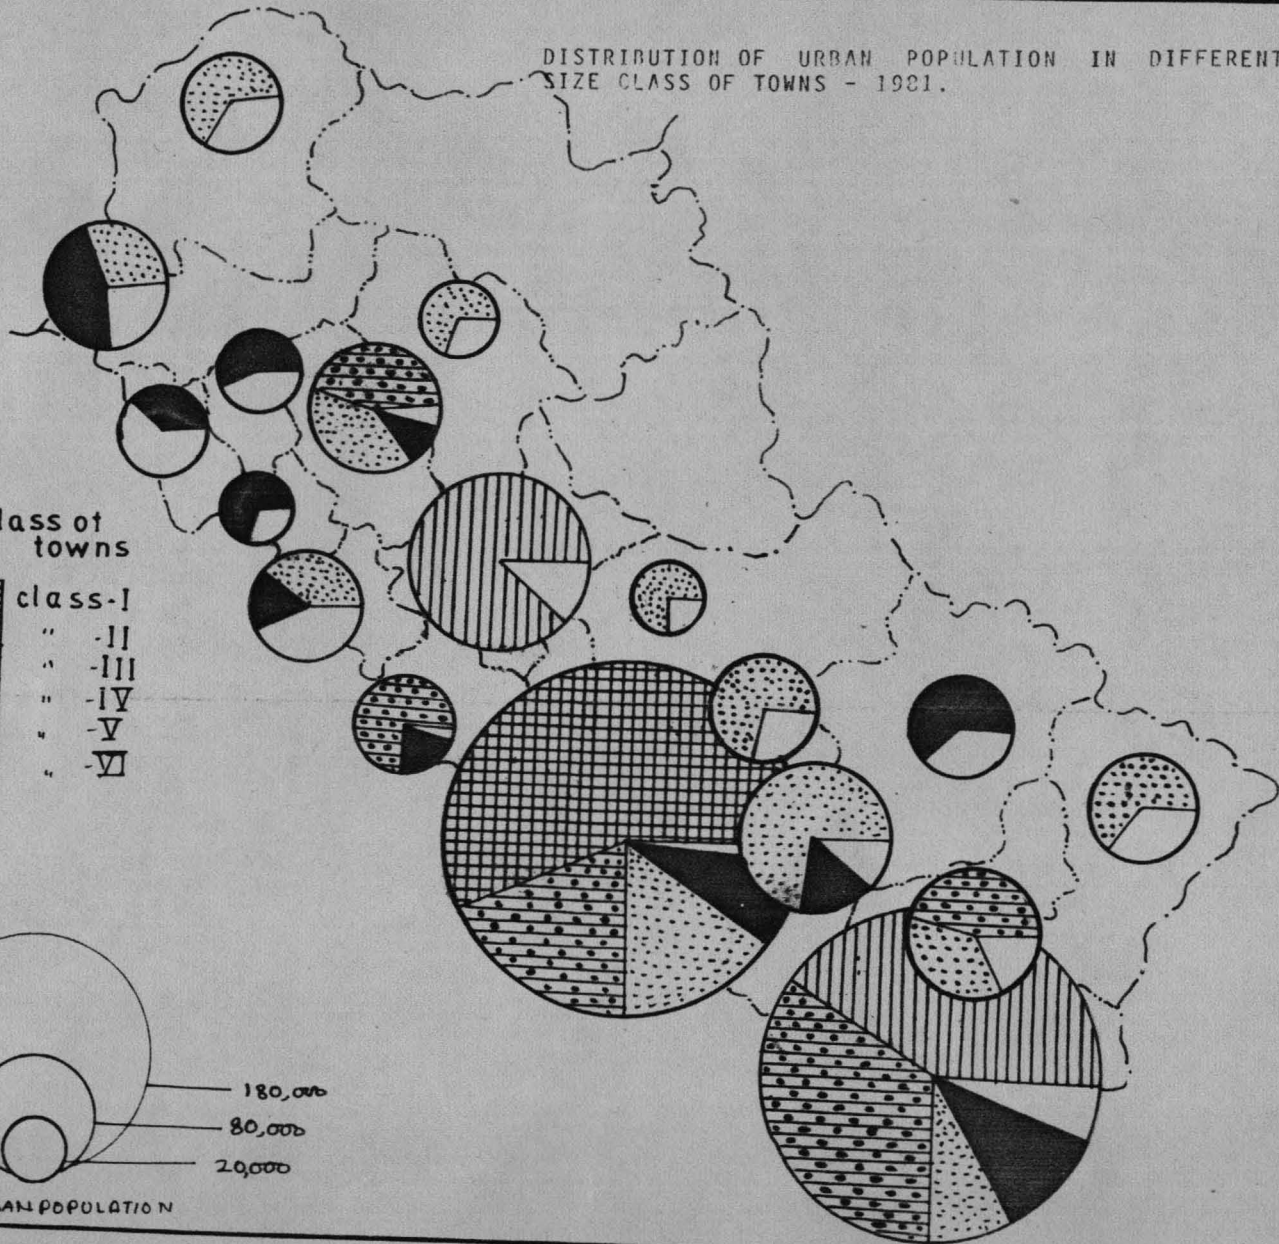 DISTRIBUTION OF URBAN POPULATION IN DIFFERENT
SIZE CLASS OF TOWNS - 1981.
lass of
towns
class-I
" -II
" -III
" -IV
" -V
" -VI
180,000
80,000
20,000
AN POPULATION